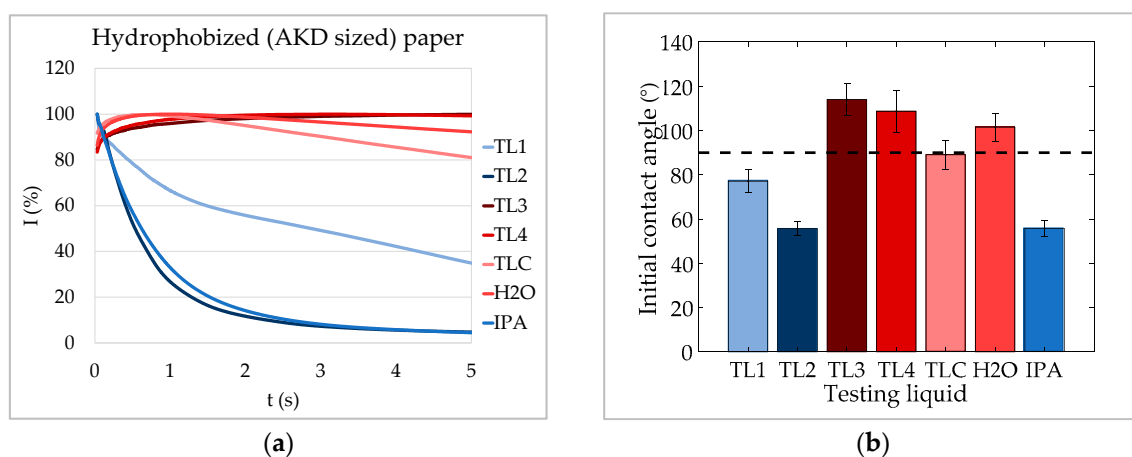 Hydrophobized (AKD sized) paper
120
100
80
60
40
20
0
I (%)
0 1 2 3 4 5
t (s)
TL1
TL2
TL3
TL4
TLC
H2O
IPA
(a)
140
120
100
80
60
40
20
0
Initial contact angle (°)
TL1 TL2 TL3 TL4 TLC H2O IPA
Testing liquid
(b)